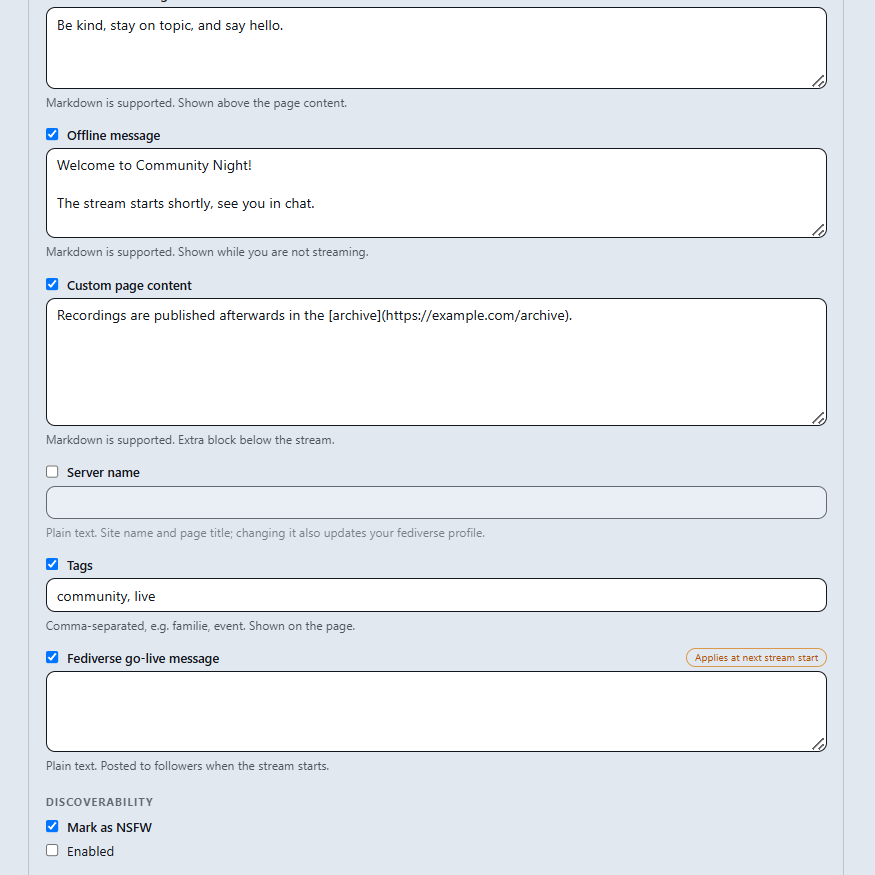 Be kind, stay on topic, and say hello.
Markdown is supported. Shown above the page content.
Offline message
Welcome to Community Night!
The stream starts shortly, see you in chat.
Markdown is supported. Shown while you are not streaming.
Custom page content
Recordings are published afterwards in the [archive](https://example.com/archive).
Markdown is supported. Extra block below the stream.
Server name
Plain text. Site name and page title; changing it also updates your fediverse profile.
Tags
community, live
Comma-separated, e.g. familie, event. Shown on the page.
Fediverse go-live message
Applies at next stream start
Plain text. Posted to followers when the stream starts.
DISCOVERABILITY
Mark as NSFW
Enabled